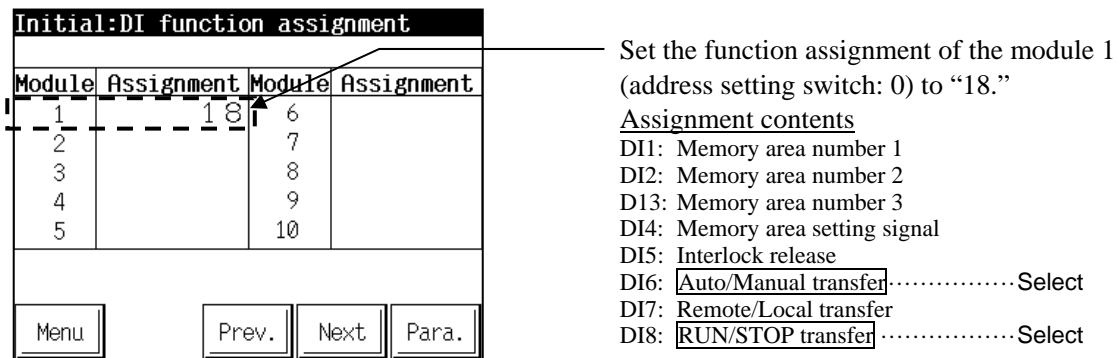 Initial:DI function assignment
Module Assignment Module Assignment
1 18 6
2 7
3 8
4 9
5 10
Menu Prev. Next Para.
Set the function assignment of the module 1
(address setting switch: 0) to “18.”
Assignment contents
DI1: Memory area number 1
DI2: Memory area number 2
D13: Memory area number 3
DI4: Memory area setting signal
DI5: Interlock release
DI6: Auto/Manual transfer················Select
DI7: Remote/Local transfer
DI8: RUN/STOP transfer ·················Select